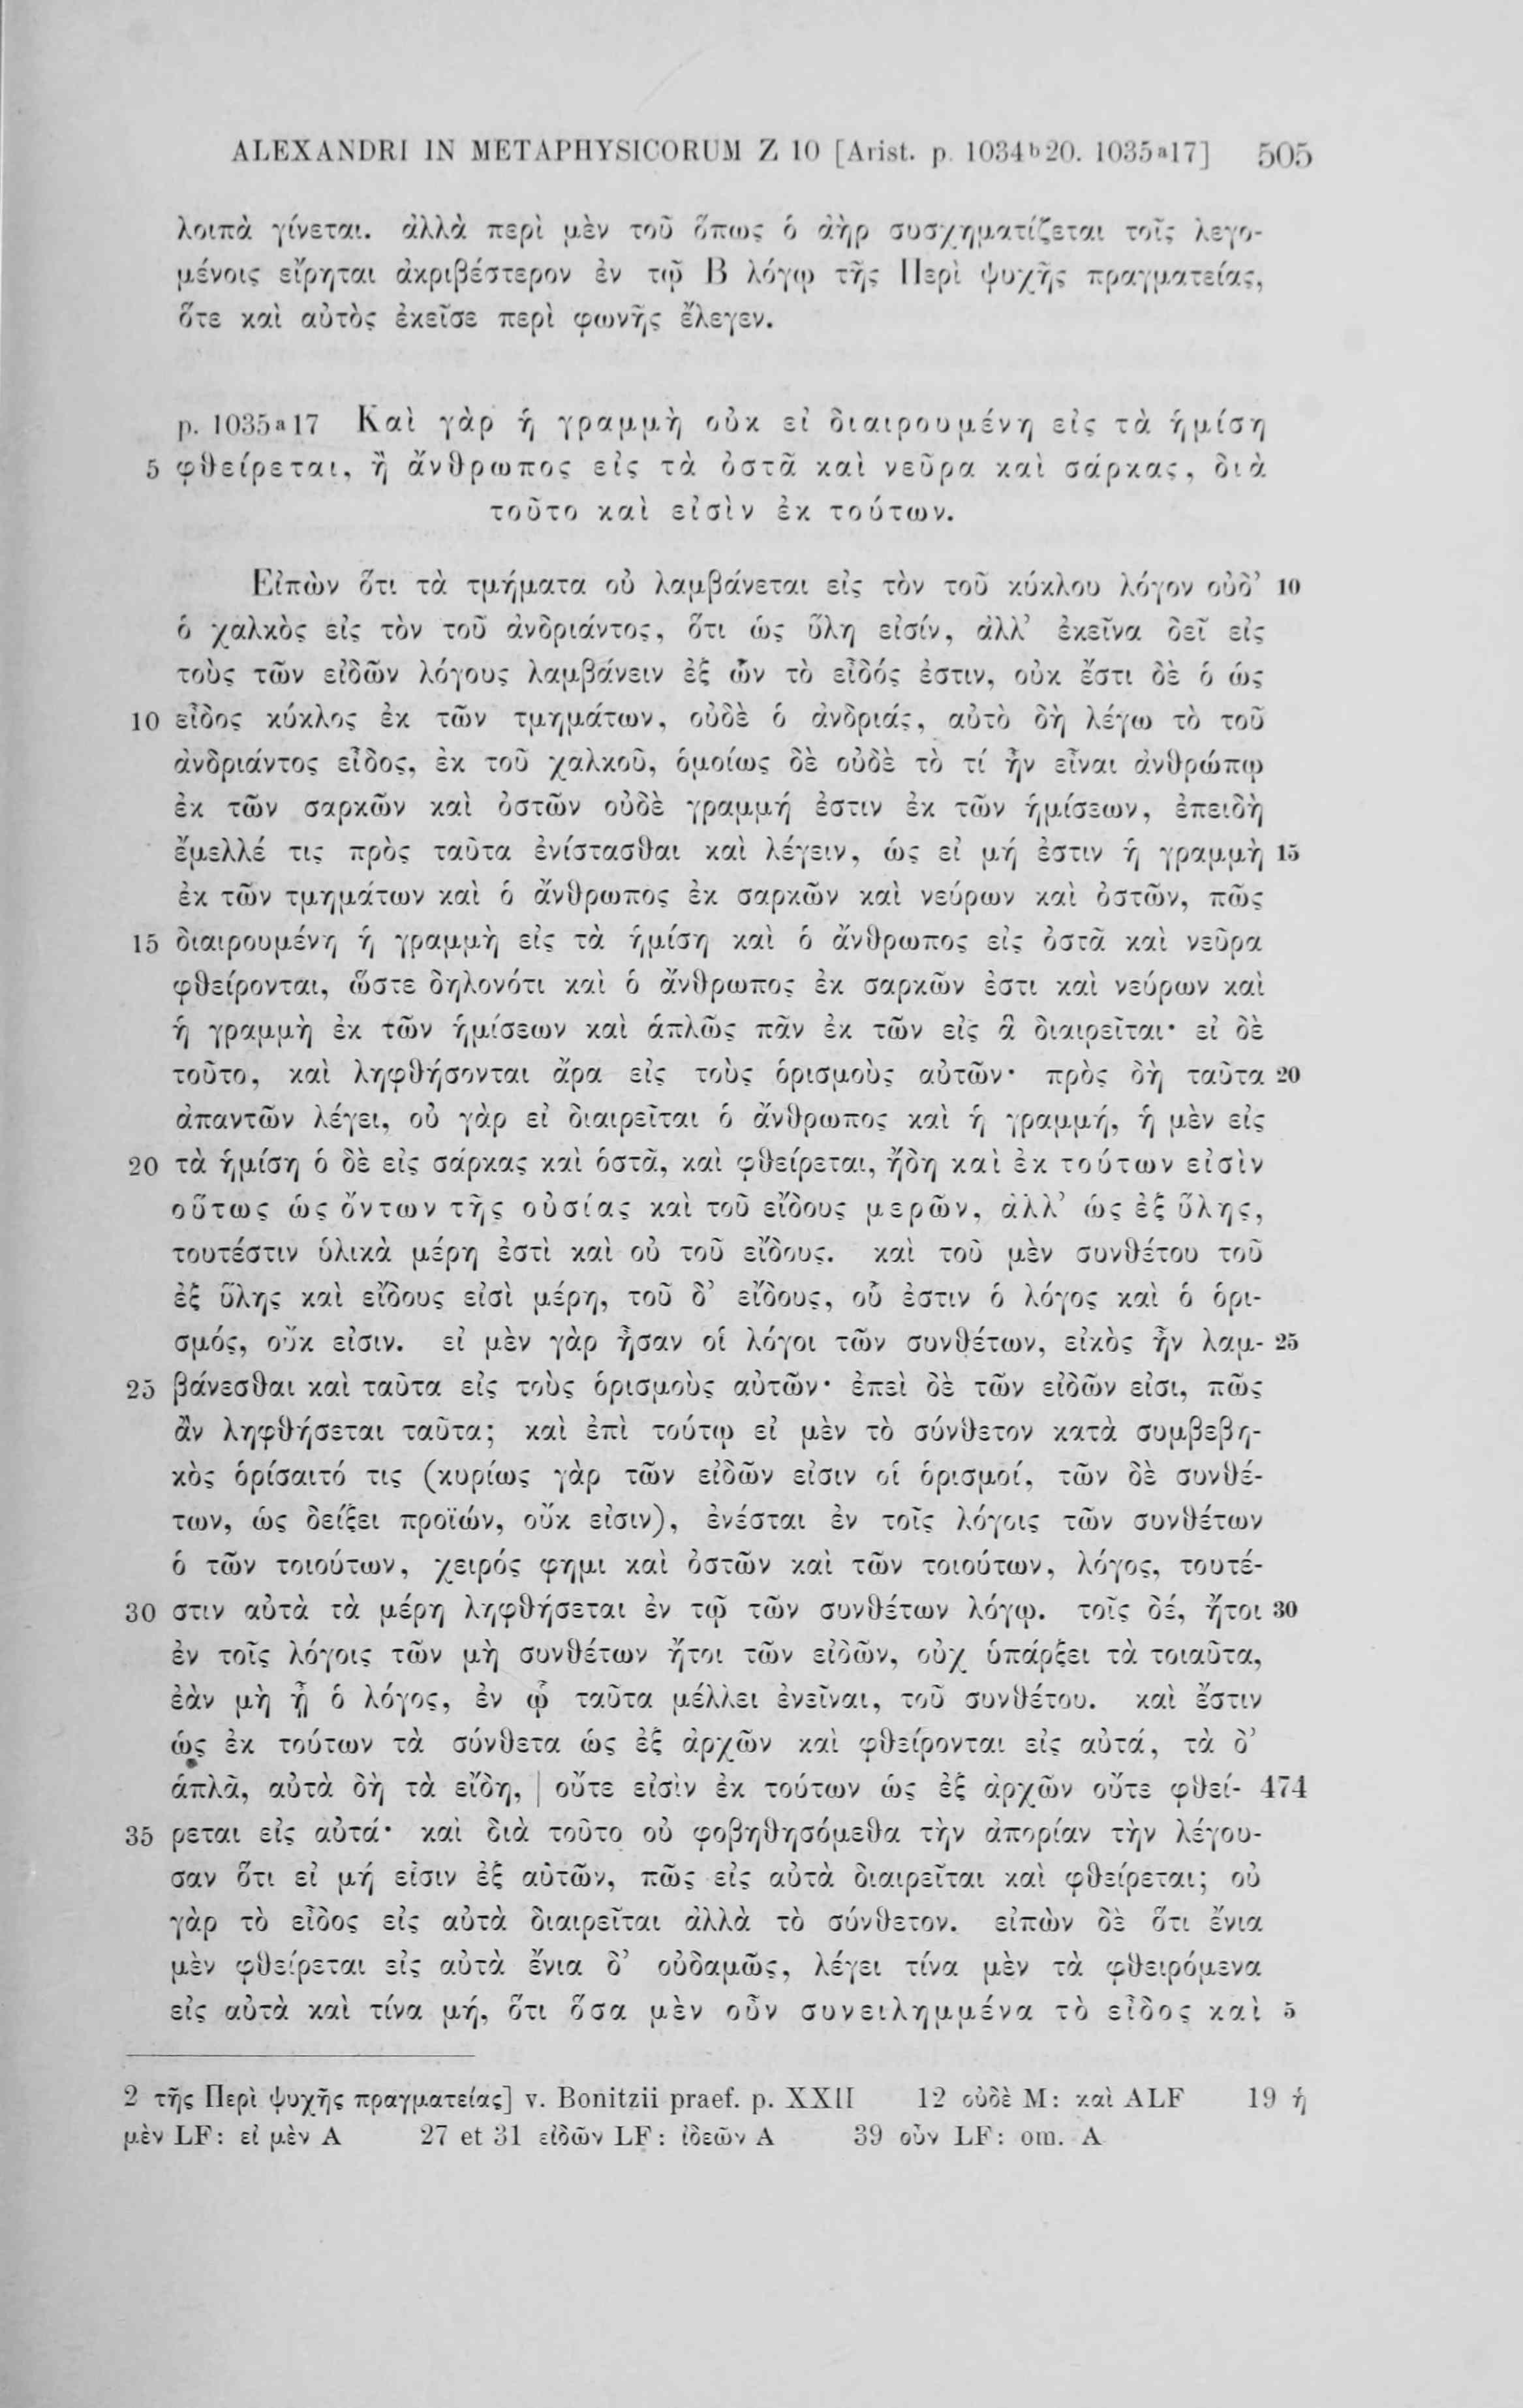 ALEXANDRI IN METAPHYSICORUM Z 10 [Arist. p. 1034ᵇ20. 1035ᵃ17] 505
λοιπὰ γίνεται. ἀλλὰ περὶ μὲν τοῦ ὅπως ὁ ἀὴρ συσχηματίζεται τοῖς λεγο-
μένοις εἴρηται ἀκριβέστερον ἐν τῷ Β λόγῳ τῆς Περὶ ψυχῆς πραγματείας,
ὅτε καὶ αὐτὸς ἐκεῖσε περὶ φωνῆς ἔλεγεν.
p. 1035ᵃ17 Καὶ γὰρ ἡ γραμμὴ οὐκ εἰ διαιρουμένη εἰς τὰ ἡμίση
5 φθείρεται, ἢ ἄνθρωπος εἰς τὰ ὀστᾶ καὶ νεῦρα καὶ σάρκας, διὰ
τοῦτο καὶ εἰσὶν ἐκ τούτων.
Εἰπὼν ὅτι τὰ τμήματα οὐ λαμβάνεται εἰς τὸν τοῦ κύκλου λόγον οὐδ’ 10
ὁ χαλκὸς εἰς τὸν τοῦ ἀνδριάντος, ὅτι ὡς ὕλη εἰσίν, ἀλλ’ ἐκεῖνα δεῖ εἰς
τοὺς τῶν εἰδῶν λόγους λαμβάνειν ἐξ ὧν τὸ εἶδός ἐστιν, οὐκ ἔστι δὲ ὁ ὡς
10 εἶδος κύκλος ἐκ τῶν τμημάτων, οὐδὲ ὁ ἀνδριάς, αὐτὸ δὴ λέγω τὸ τοῦ
ἀνδριάντος εἶδος, ἐκ τοῦ χαλκοῦ, ὁμοίως δὲ οὐδὲ τὸ τί ἦν εἶναι ἀνθρώπῳ
ἐκ τῶν σαρκῶν καὶ ὀστῶν οὐδὲ γραμμή ἐστιν ἐκ τῶν ἡμίσεων, ἐπειδὴ
ἔμελλέ τις πρὸς ταῦτα ἐνίστασθαι καὶ λέγειν, ὡς εἰ μή ἐστιν ἡ γραμμὴ 15
ἐκ τῶν τμημάτων καὶ ὁ ἄνθρωπος ἐκ σαρκῶν καὶ νεύρων καὶ ὀστῶν, πῶς
15 διαιρουμένη ἡ γραμμὴ εἰς τὰ ἡμίση καὶ ὁ ἄνθρωπος εἰς ὀστᾶ καὶ νεῦρα
φθείρονται, ὥστε δηλονότι καὶ ὁ ἄνθρωπος ἐκ σαρκῶν ἐστι καὶ νεύρων καὶ
ἡ γραμμὴ ἐκ τῶν ἡμίσεων καὶ ἁπλῶς πᾶν ἐκ τῶν εἰς ἃ διαιρεῖται· εἰ δὲ
τοῦτο, καὶ ληφθήσονται ἄρα εἰς τοὺς ὁρισμοὺς αὐτῶν· πρὸς δὴ ταῦτα 20
ἀπαντῶν λέγει, οὐ γὰρ εἰ διαιρεῖται ὁ ἄνθρωπος καὶ ἡ γραμμή, ἡ μὲν εἰς
20 τὰ ἡμίση ὁ δὲ εἰς σάρκας καὶ ὀστᾶ, καὶ φθείρεται, ἤδη καὶ ἐκ τούτων εἰσὶν
οὕτως ὡς ὄντων τῆς οὐσίας καὶ τοῦ εἴδους μερῶν, ἀλλ’ ὡς ἐξ ὕλης,
τουτέστιν ὑλικὰ μέρη ἐστὶ καὶ οὐ τοῦ εἴδους. καὶ τοῦ μὲν συνθέτου τοῦ
ἐξ ὕλης καὶ εἴδους εἰσὶ μέρη, τοῦ δ’ εἴδους, οὗ ἐστιν ὁ λόγος καὶ ὁ ὁρι-
σμός, οὔκ εἰσιν. εἰ μὲν γὰρ ἦσαν οἱ λόγοι τῶν συνθέτων, εἰκὸς ἦν λαμ- 25
25 βάνεσθαι καὶ ταῦτα εἰς τοὺς ὁρισμοὺς αὐτῶν· ἐπεὶ δὲ τῶν εἰδῶν εἰσι, πῶς
ἂν ληφθήσεται ταῦτα; καὶ ἐπὶ τούτῳ εἰ μὲν τὸ σύνθετον κατὰ συμβεβη-
κὸς ὁρίσαιτό τις (κυρίως γὰρ τῶν εἰδῶν εἰσιν οἱ ὁρισμοί, τῶν δὲ συνθέ-
των, ὡς δείξει προϊών, οὔκ εἰσιν), ἐνέσται ἐν τοῖς λόγοις τῶν συνθέτων
ὁ τῶν τοιούτων, χειρός φημι καὶ ὀστῶν καὶ τῶν τοιούτων, λόγος, τουτέ-
30 στιν αὐτὰ τὰ μέρη ληφθήσεται ἐν τῷ τῶν συνθέτων λόγῳ. τοῖς δέ, ἤτοι 30
ἐν τοῖς λόγοις τῶν μὴ συνθέτων ἤτοι τῶν εἰδῶν, οὐχ ὑπάρξει τὰ τοιαῦτα,
ἐὰν μὴ ᾖ ὁ λόγος, ἐν ᾧ ταῦτα μέλλει ἐνεῖναι, τοῦ συνθέτου. καὶ ἔστιν
ὡς ἐκ τούτων τὰ σύνθετα ὡς ἐξ ἀρχῶν καὶ φθείρονται εἰς αὐτά, τὰ δ’
ἁπλᾶ, αὐτὰ δὴ τὰ εἴδη, | οὔτε εἰσὶν ἐκ τούτων ὡς ἐξ ἀρχῶν οὔτε φθεί- 474
35 ρεται εἰς αὐτά· καὶ διὰ τοῦτο οὐ φοβηθησόμεθα τὴν ἀπορίαν τὴν λέγου-
σαν ὅτι εἰ μή εἰσιν ἐξ αὐτῶν, πῶς εἰς αὐτὰ διαιρεῖται καὶ φθείρεται; οὐ
γὰρ τὸ εἶδος εἰς αὐτὰ διαιρεῖται ἀλλὰ τὸ σύνθετον. εἰπὼν δὲ ὅτι ἔνια
μὲν φθείρεται εἰς αὐτὰ ἔνια δ’ οὐδαμῶς, λέγει τίνα μὲν τὰ φθειρόμενα
εἰς αὐτὰ καὶ τίνα μή, ὅτι ὅσα μὲν οὖν συνειλημμένα τὸ εἶδος καὶ 5
2 τῆς Περὶ ψυχῆς πραγματείας] v. Bonitzii praef. p. XXII 12 οὐδὲ M: καὶ ALF 19 ἡ
μὲν LF: εἰ μὲν A 27 et 31 εἰδῶν LF: ἰδεῶν A 39 οὖν LF: om. A